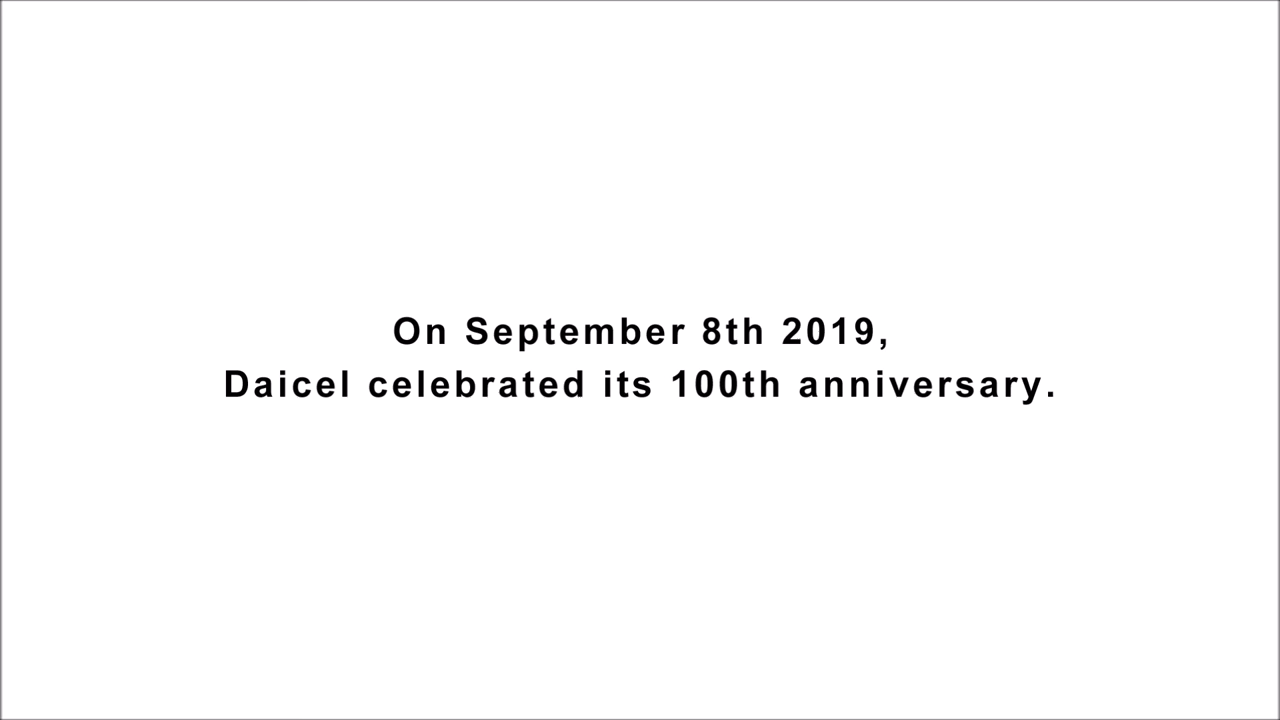 On September 8th 2019,
Daicel celebrated its 100th anniversary.